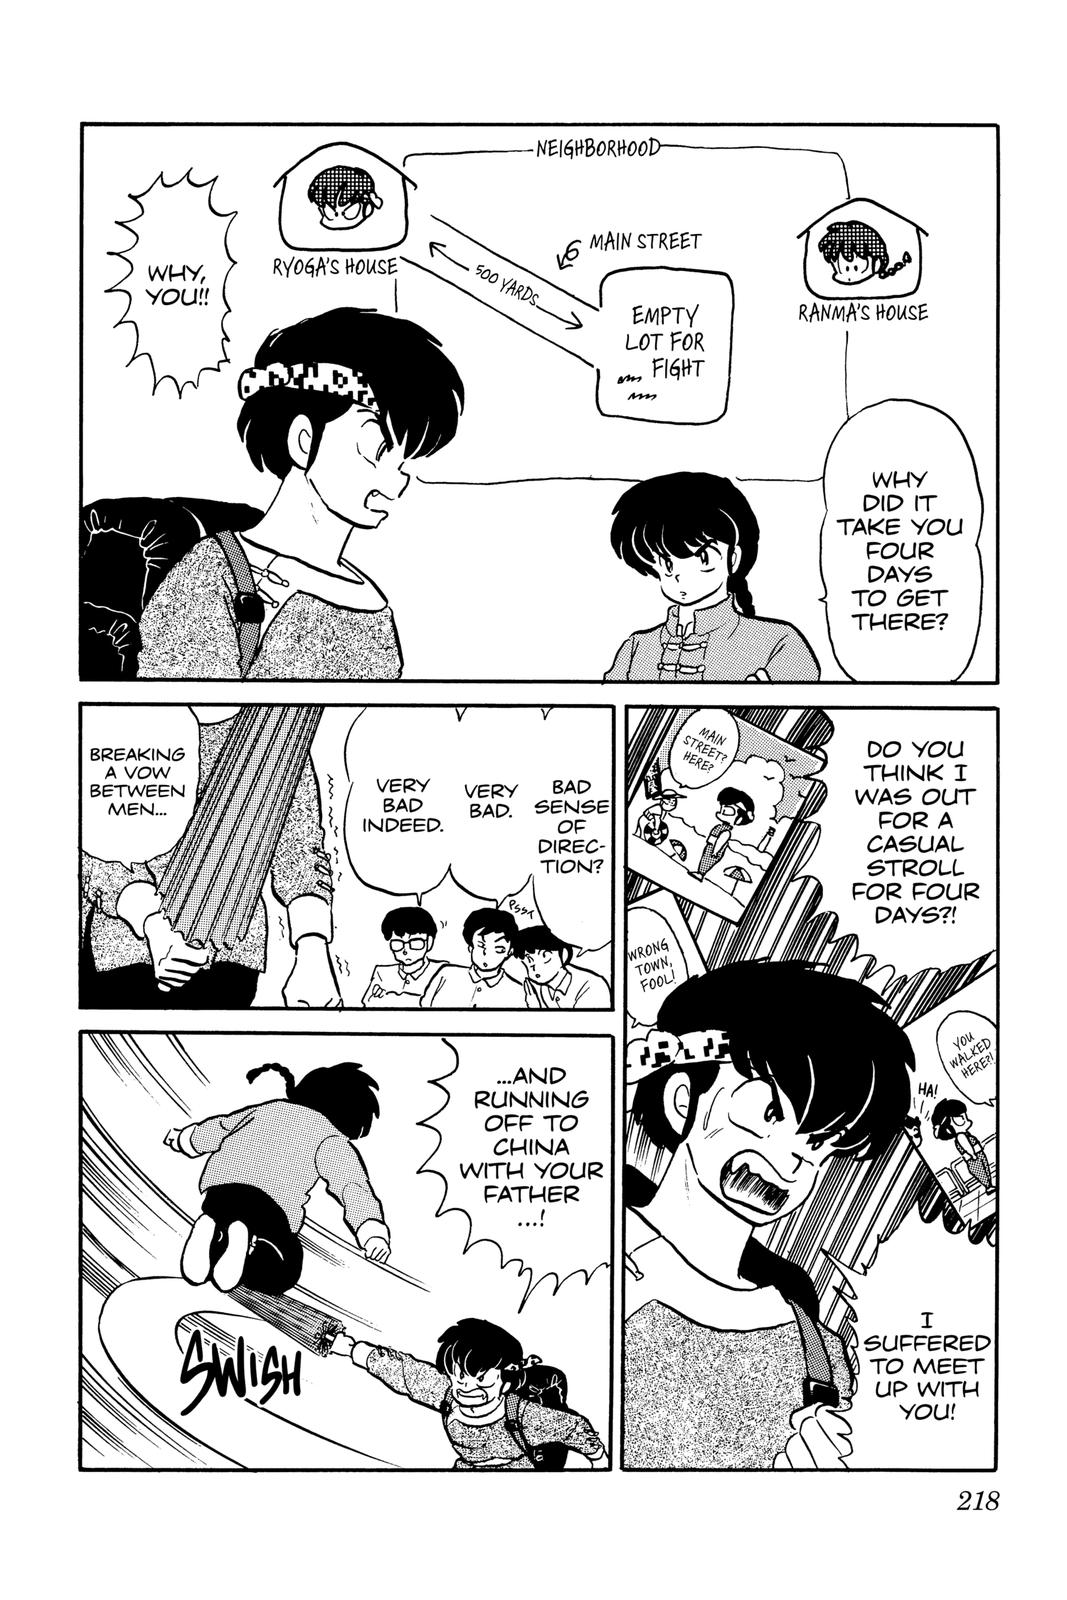 NEIGHBORHOOD
WHY,
YOU!!
RYOGA'S HOUSE
500 YARDS
MAIN STREET
EMPTY
LOT FOR
FIGHT
RANMA'S HOUSE
WHY
DID IT
TAKE YOU
FOUR
DAYS
TO GET
THERE?
DO YOU
THINK I
WAS OUT
FOR A
CASUAL
STROLL
FOR FOUR
DAYS?!
MAIN
STREET?
HERE?
WRONG
TOWN,
FOOL!
YOU
WALKED
HERE?!
HA!
I
SUFFERED
TO MEET
UP WITH
YOU!
BAD
SENSE
OF
DIREC-
TION?
PSST
VERY
BAD.
VERY
BAD
INDEED.
BREAKING
A VOW
BETWEEN
MEN...
...AND
RUNNING
OFF TO
CHINA
WITH YOUR
FATHER
...!
SWISH
218